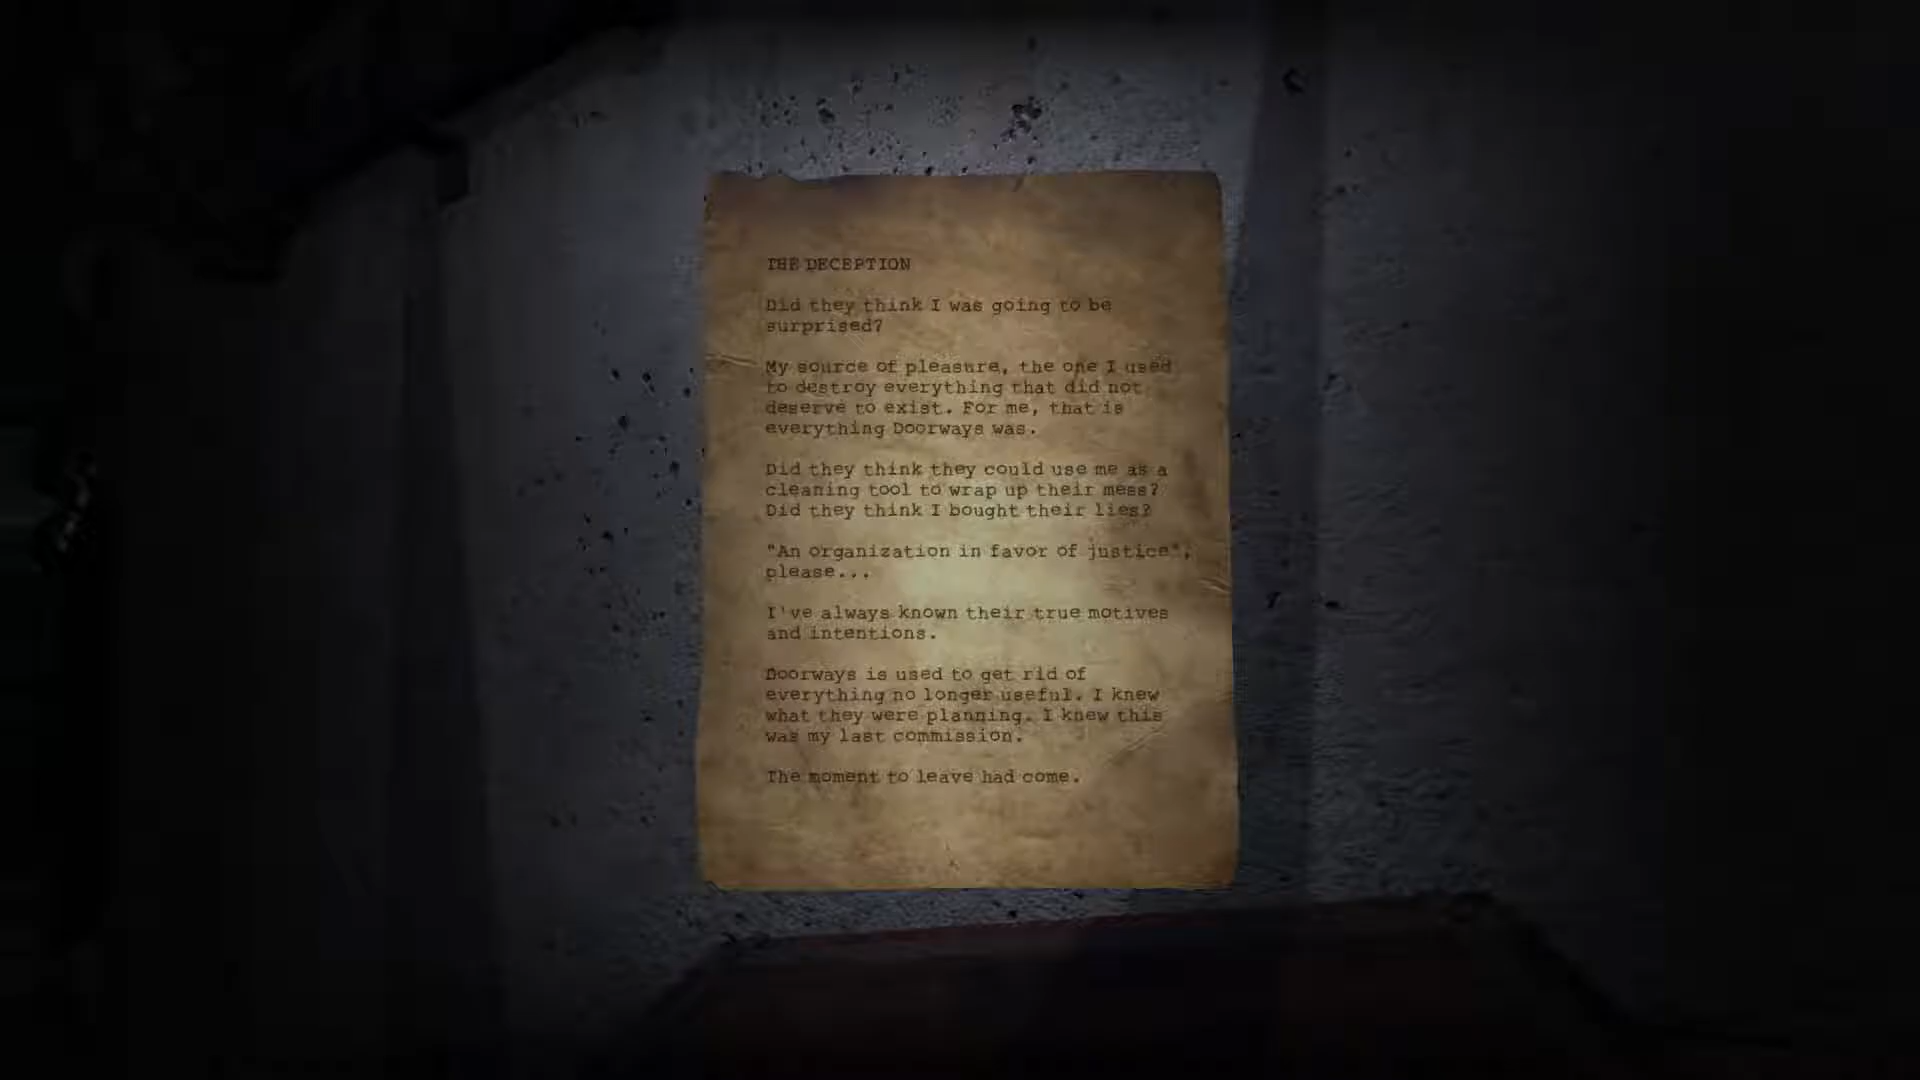 THE DECEPTION
Did they think I was going to be
surprised?
My source of pleasure, the one I used
to destroy everything that did not
deserve to exist. For me, that is
everything Doorways was.
Did they think they could use me as a
cleaning tool to wrap up their mess?
Did they think I bought their lies?
"An organization in favor of justice",
please...
I've always known their true motives
and intentions.
Doorways is used to get rid of
everything no longer useful. I knew
what they were planning. I knew this
was my last commission.
The moment to leave had come.